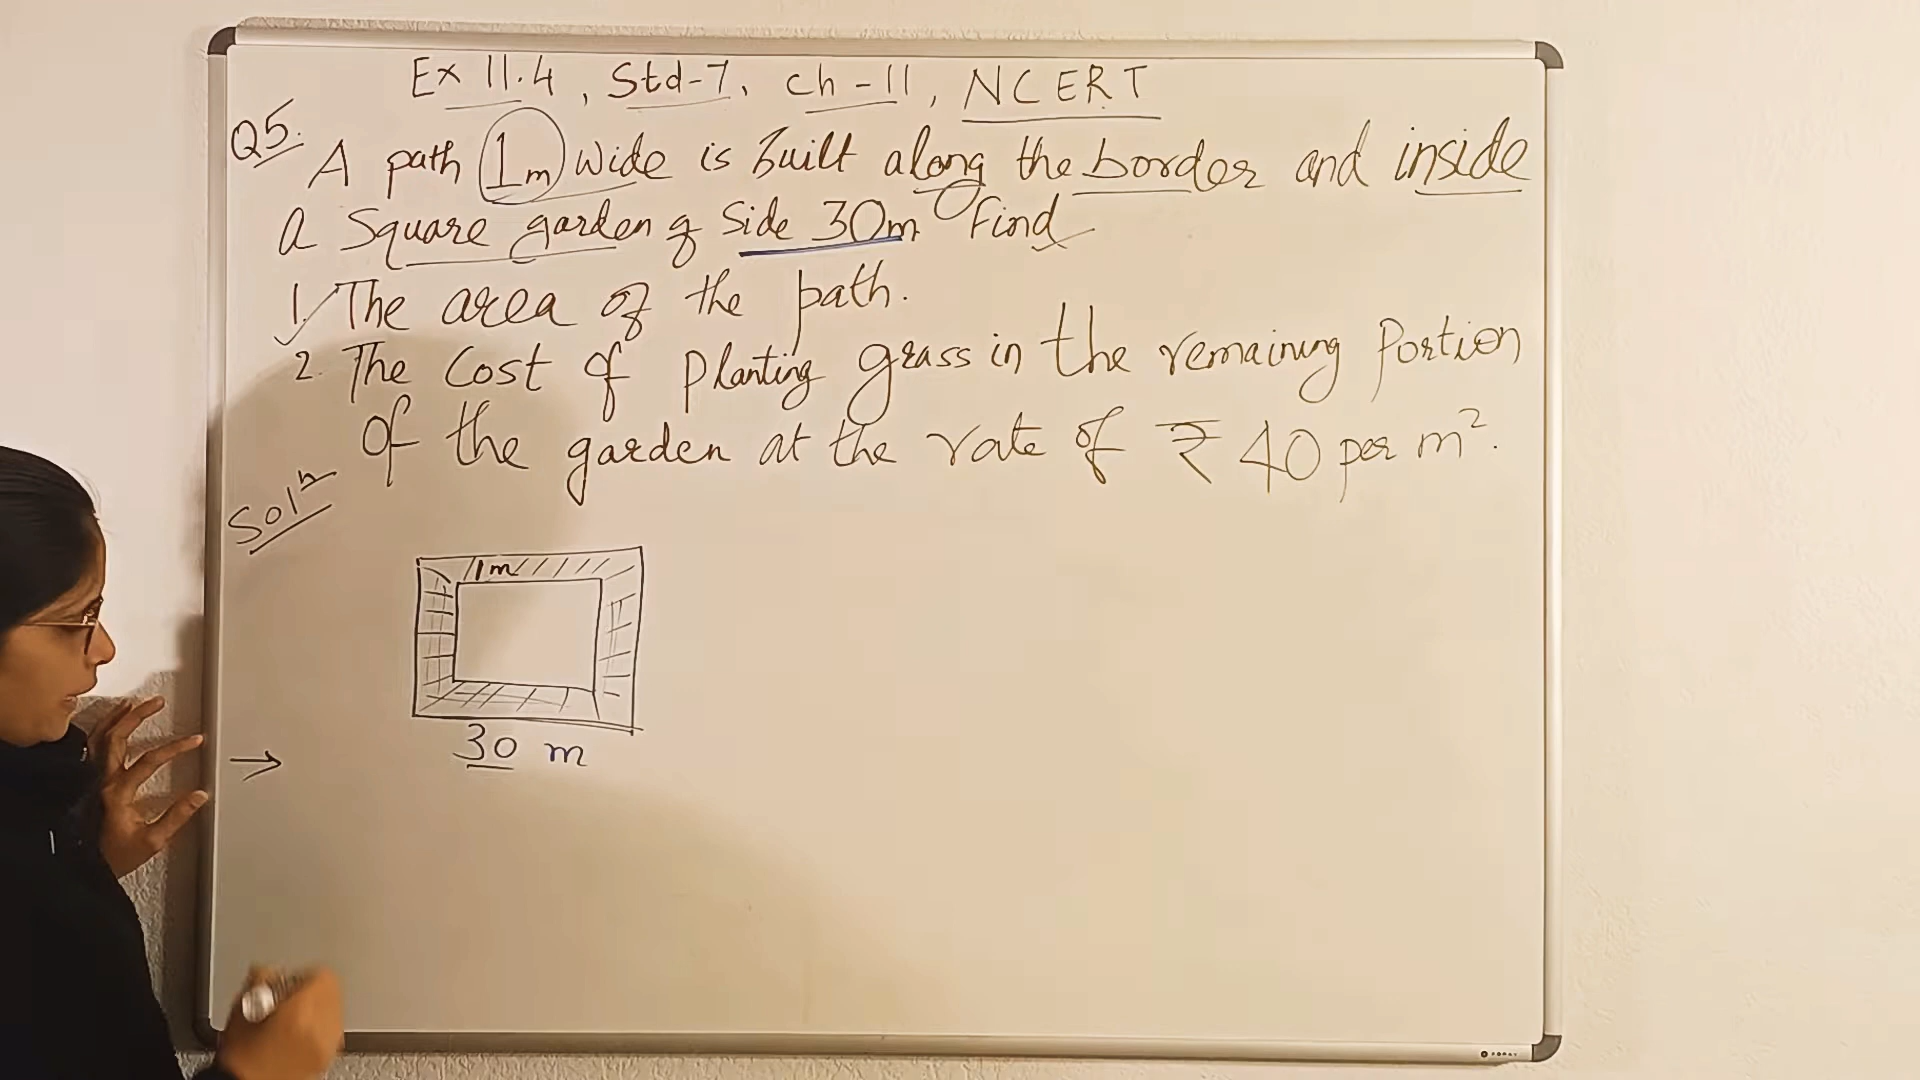 Ex 11.4, Std-7, Ch-11, NCERT
Q5. A path 1m wide is built along the border and inside
a Square garden of Side 30m Find
1. The area of the path.
2. The Cost of Planting grass in the remaining Portion
of the garden at the rate of ₹ 40 per m².
Solⁿ
1m
30 m